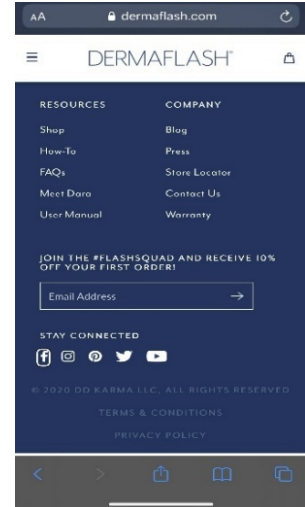 AA dermaflash.com
DERMAFLASH
RESOURCES
Shop
How-To
FAQs
Meet Dara
User Manual
COMPANY
Blog
Press
Store Locator
Contact Us
Warranty
JOIN THE #FLASHSQUAD AND RECEIVE 10%
OFF YOUR FIRST ORDER!
Email Address
STAY CONNECTED
© 2020 DD KARMA LLC, ALL RIGHTS RESERVED
TERMS & CONDITIONS
PRIVACY POLICY